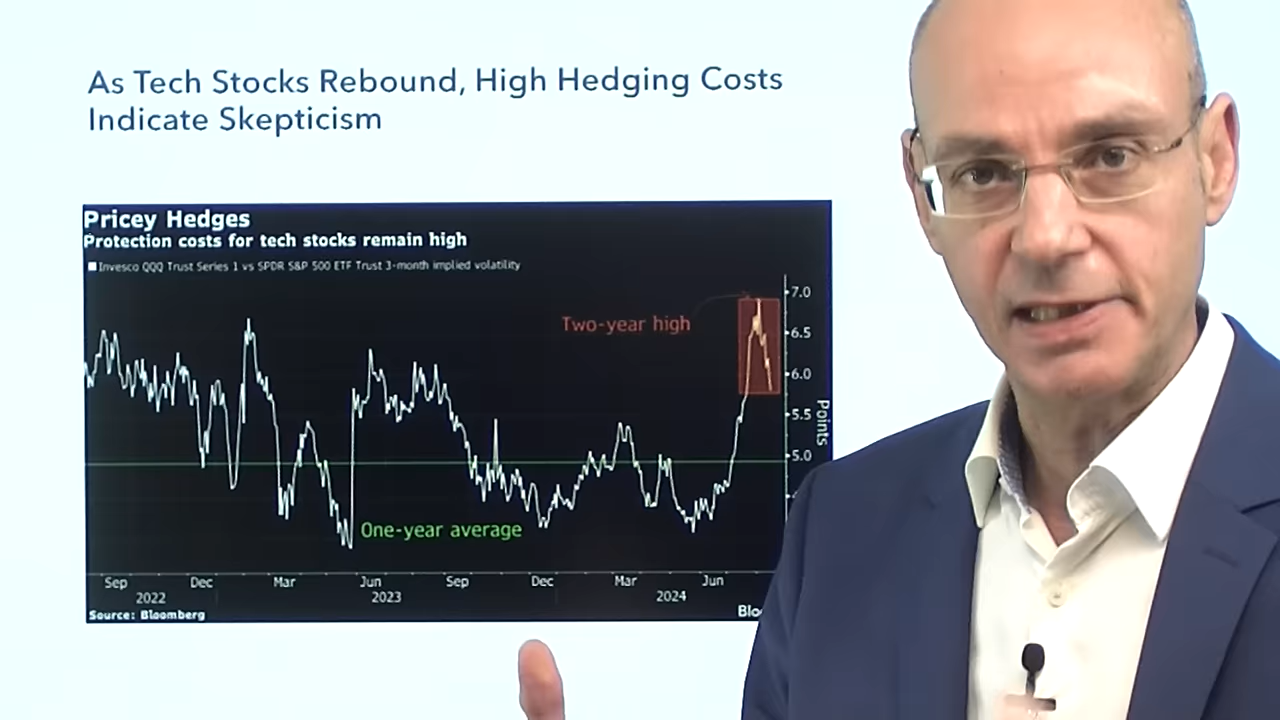 As Tech Stocks Rebound, High Hedging Costs
Indicate Skepticism
Pricey Hedges
Protection costs for tech stocks remain high
Invesco QQQ Trust Series 1 vs SPDR S&P 500 ETF Trust 3-month implied volatility
7.0
Two-year high
6.5
6.0
5.5
Points
5.0
One-year average
Sep Dec Mar Jun Sep Dec Mar Jun
2022 2023 2024
Source: Bloomberg